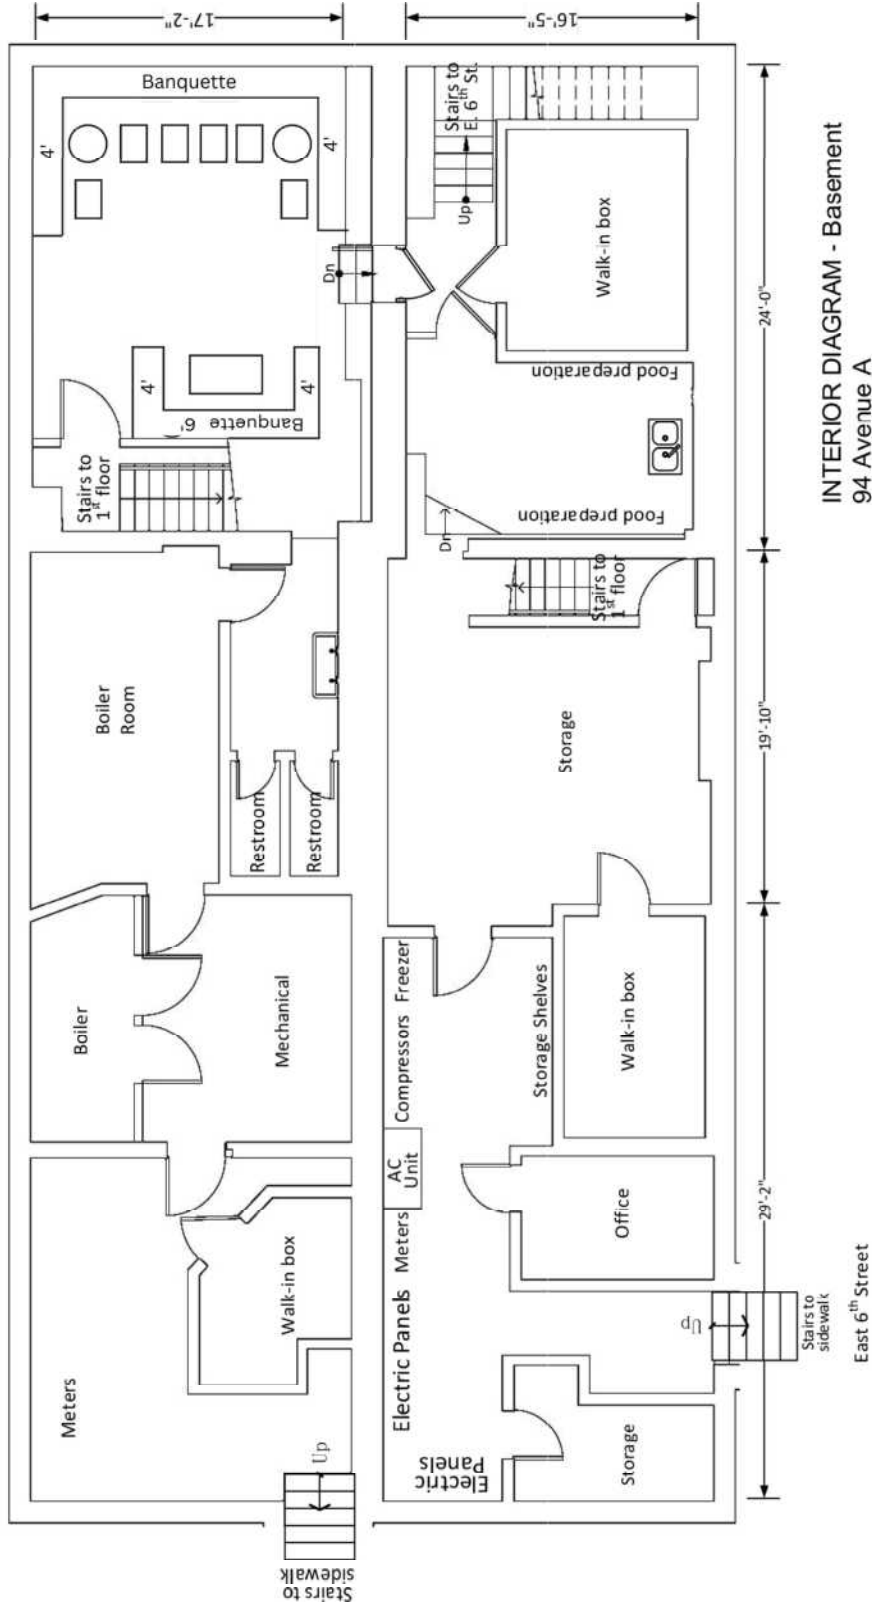 17'-2"
16'-5"
Banquette
4'
4'
Stairs to
E. 6th St.
Up
Dn
Walk-in box
24'-0"
4'
4'
Banquette 6'
Food preparation
Stairs to
1st floor
Food preparation
Dn
Stairs to
1st floor
Boiler
Room
Storage
19'-10"
Restroom
Restroom
Boiler
Mechanical
Compressors Freezer
Storage Shelves
Walk-in box
AC
Unit
Meters
Office
29'-2"
Walk-in box
Meters
Electric Panels
Up
Stairs to
sidewalk
Up
Stairs to
sidewalk
Electric
Panels
Storage
East 6th Street
INTERIOR DIAGRAM - Basement
94 Avenue A